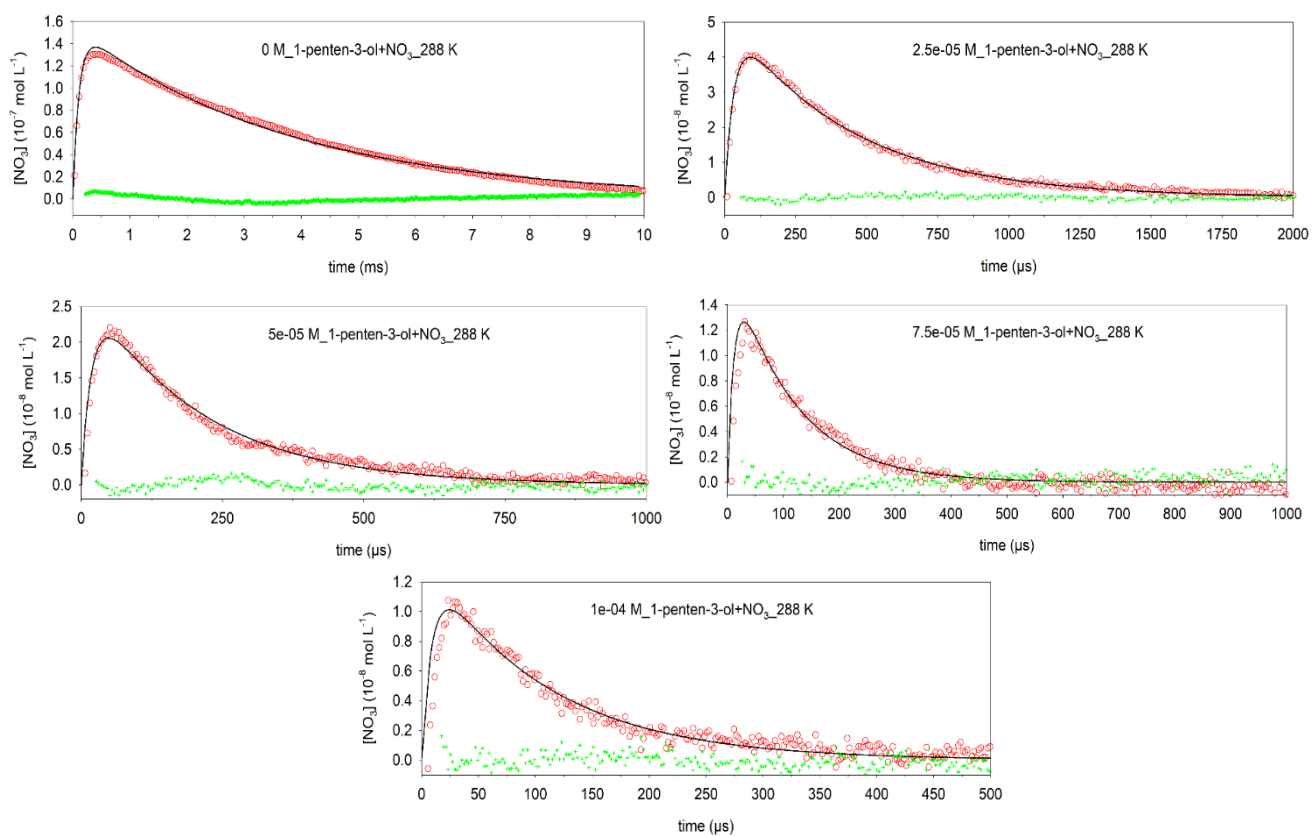 0 M_1-penten-3-ol+NO₃_288 K
[NO₃] (10⁻⁷ mol L⁻¹)
1.6
1.4
1.2
1.0
0.8
0.6
0.4
0.2
0.0
0 1 2 3 4 5 6 7 8 9 10
time (ms)
2.5e-05 M_1-penten-3-ol+NO₃_288 K
[NO₃] (10⁻⁸ mol L⁻¹)
5
4
3
2
1
0
0 250 500 750 1000 1250 1500 1750 2000
time (µs)
5e-05 M_1-penten-3-ol+NO₃_288 K
[NO₃] (10⁻⁸ mol L⁻¹)
2.5
2.0
1.5
1.0
0.5
0.0
0 250 500 750 1000
time (µs)
7.5e-05 M_1-penten-3-ol+NO₃_288 K
[NO₃] (10⁻⁸ mol L⁻¹)
1.4
1.2
1.0
0.8
0.6
0.4
0.2
0.0
0 100 200 300 400 500 600 700 800 900 1000
time (µs)
1e-04 M_1-penten-3-ol+NO₃_288 K
[NO₃] (10⁻⁸ mol L⁻¹)
1.2
1.0
0.8
0.6
0.4
0.2
0.0
0 50 100 150 200 250 300 350 400 450 500
time (µs)